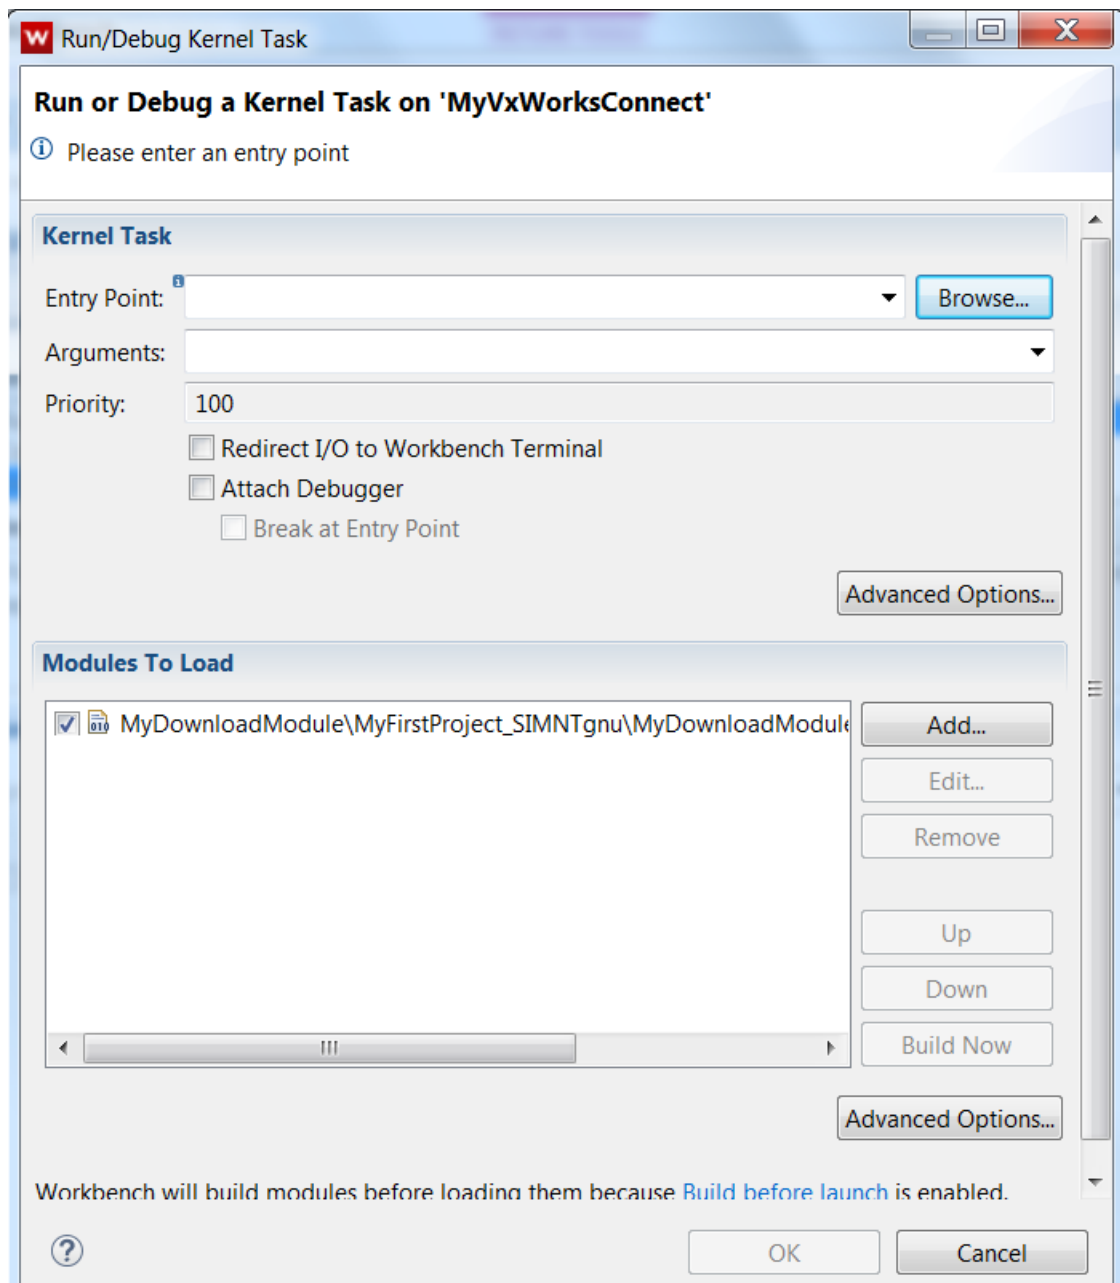 Run/Debug Kernel Task
Run or Debug a Kernel Task on 'MyVxWorksConnect'
Please enter an entry point
Kernel Task
Entry Point:
Browse...
Arguments:
Priority: 100
Redirect I/O to Workbench Terminal
Attach Debugger
Break at Entry Point
Advanced Options...
Modules To Load
MyDownloadModule\MyFirstProject_SIMNTgnu\MyDownloadModule
Add...
Edit...
Remove
Up
Down
Build Now
Advanced Options...
Workbench will build modules before loading them because Build before launch is enabled.
OK Cancel